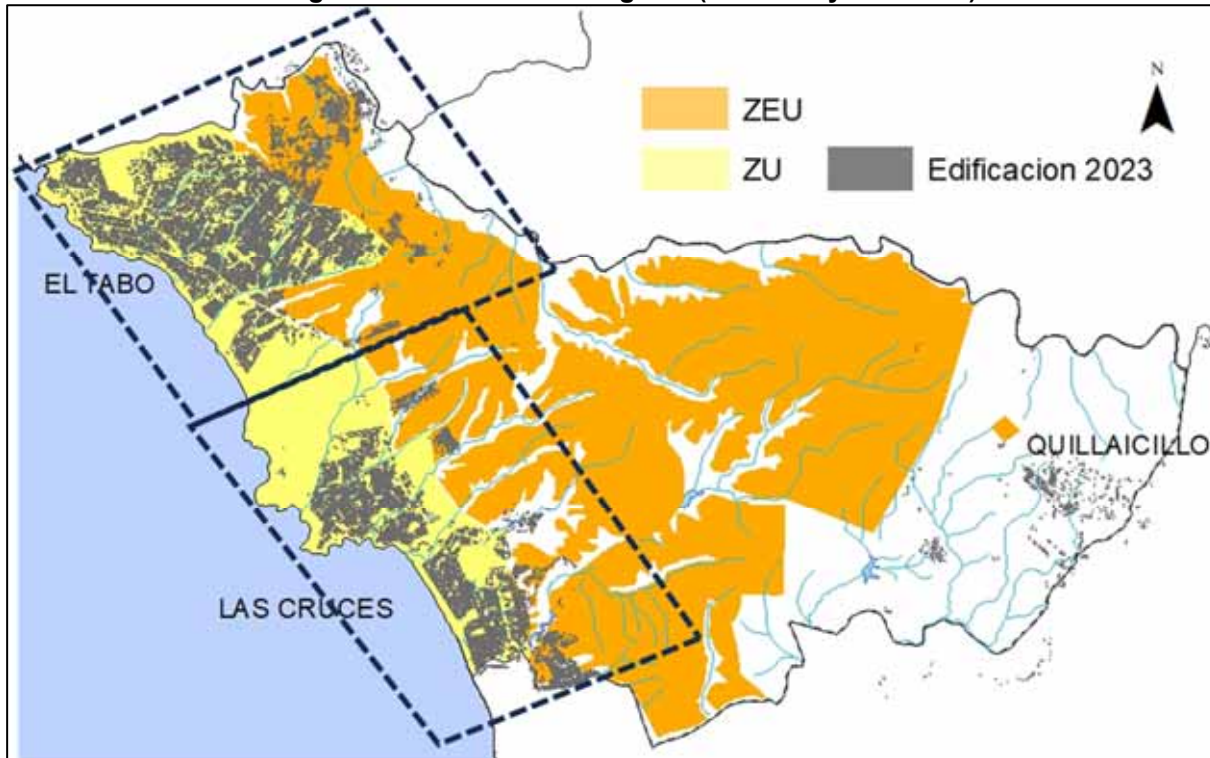 N
ZEU
ZU
Edificacion 2023
EL TABO
QUILLAICILLO
LAS CRUCES